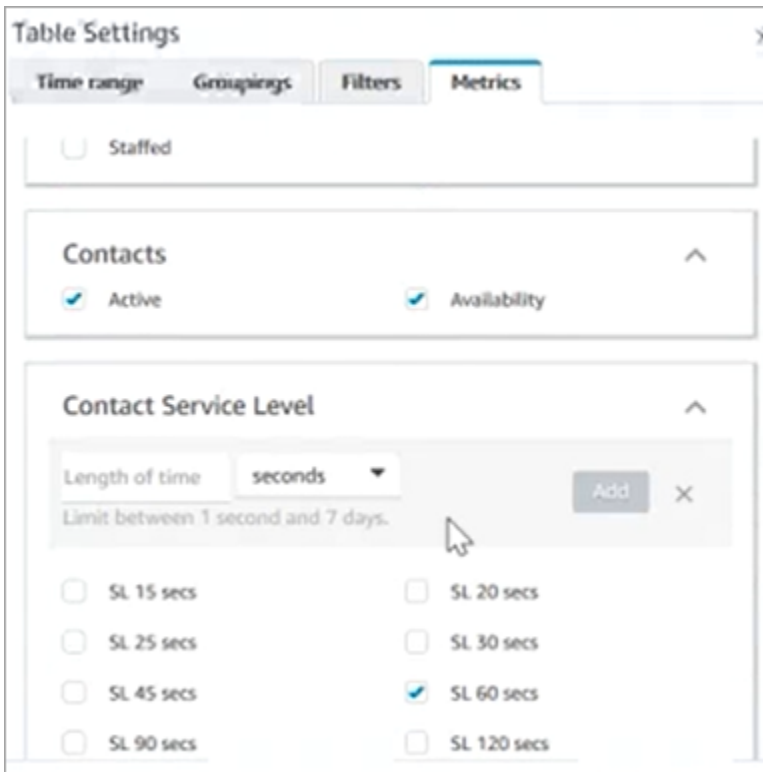 Table Settings
Time range Groupings Filters Metrics
Staffed
Contacts
Active Availability
Contact Service Level
Length of time seconds Add
Limit between 1 second and 7 days.
SL 15 secs SL 20 secs
SL 25 secs SL 30 secs
SL 45 secs SL 60 secs
SL 90 secs SL 120 secs